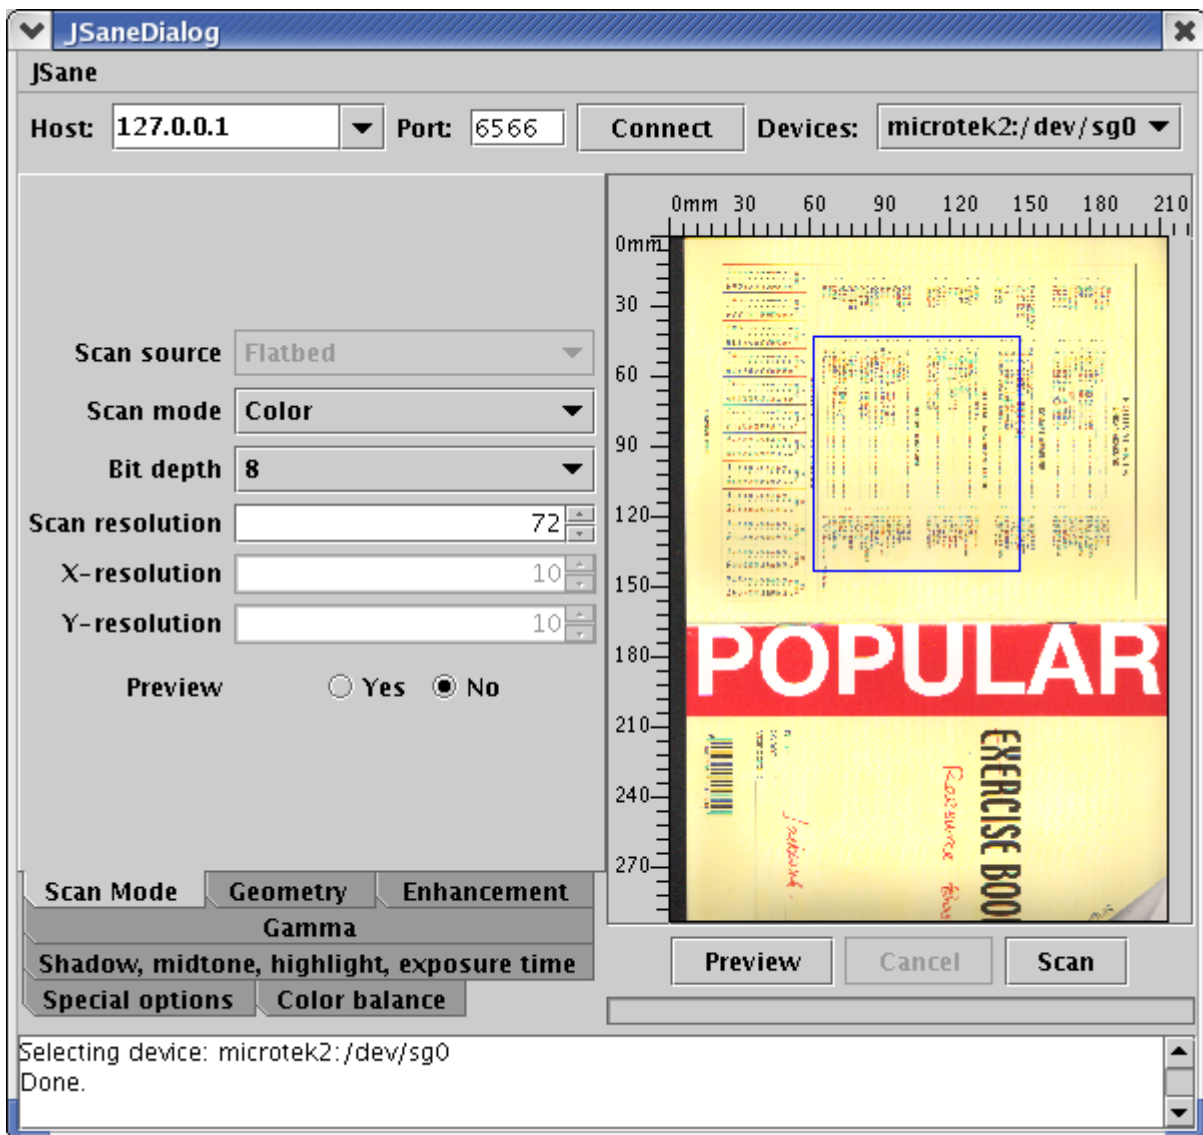 JSaneDialog
JSane
Host: 127.0.0.1 Port: 6566 Connect Devices: microtek2:/dev/sg0
0mm 30 60 90 120 150 180 210
0mm
30
60
90
120
150
180
210
240
270
Scan source Flatbed
Scan mode Color
Bit depth 8
Scan resolution 72
X-resolution 10
Y-resolution 10
Preview Yes No
POPULAR
EXERCISE BOO
Scan Mode Geometry Enhancement
Gamma
Shadow, midtone, highlight, exposure time
Special options Color balance
Preview Cancel Scan
Selecting device: microtek2:/dev/sg0
Done.